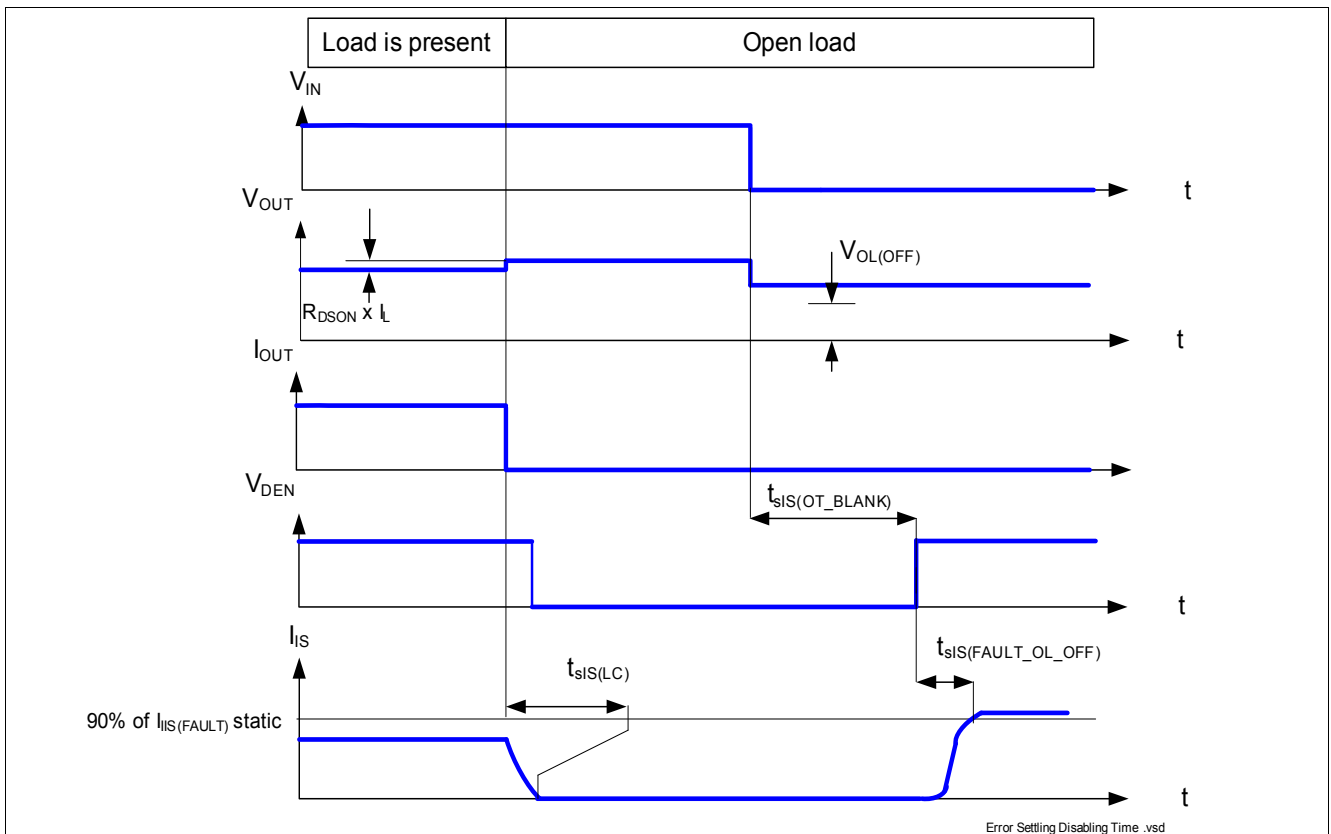 Load is present
Open load
VIN
t
VOUT
VOL(OFF)
RDSON x IL
t
IOUT
VDEN
tsIS(OT_BLANK)
t
IIS
tsIS(LC)
tsIS(FAULT_OL_OFF)
90% of IIIS(FAULT) static
t
Error Settling Disabling Time .vsd